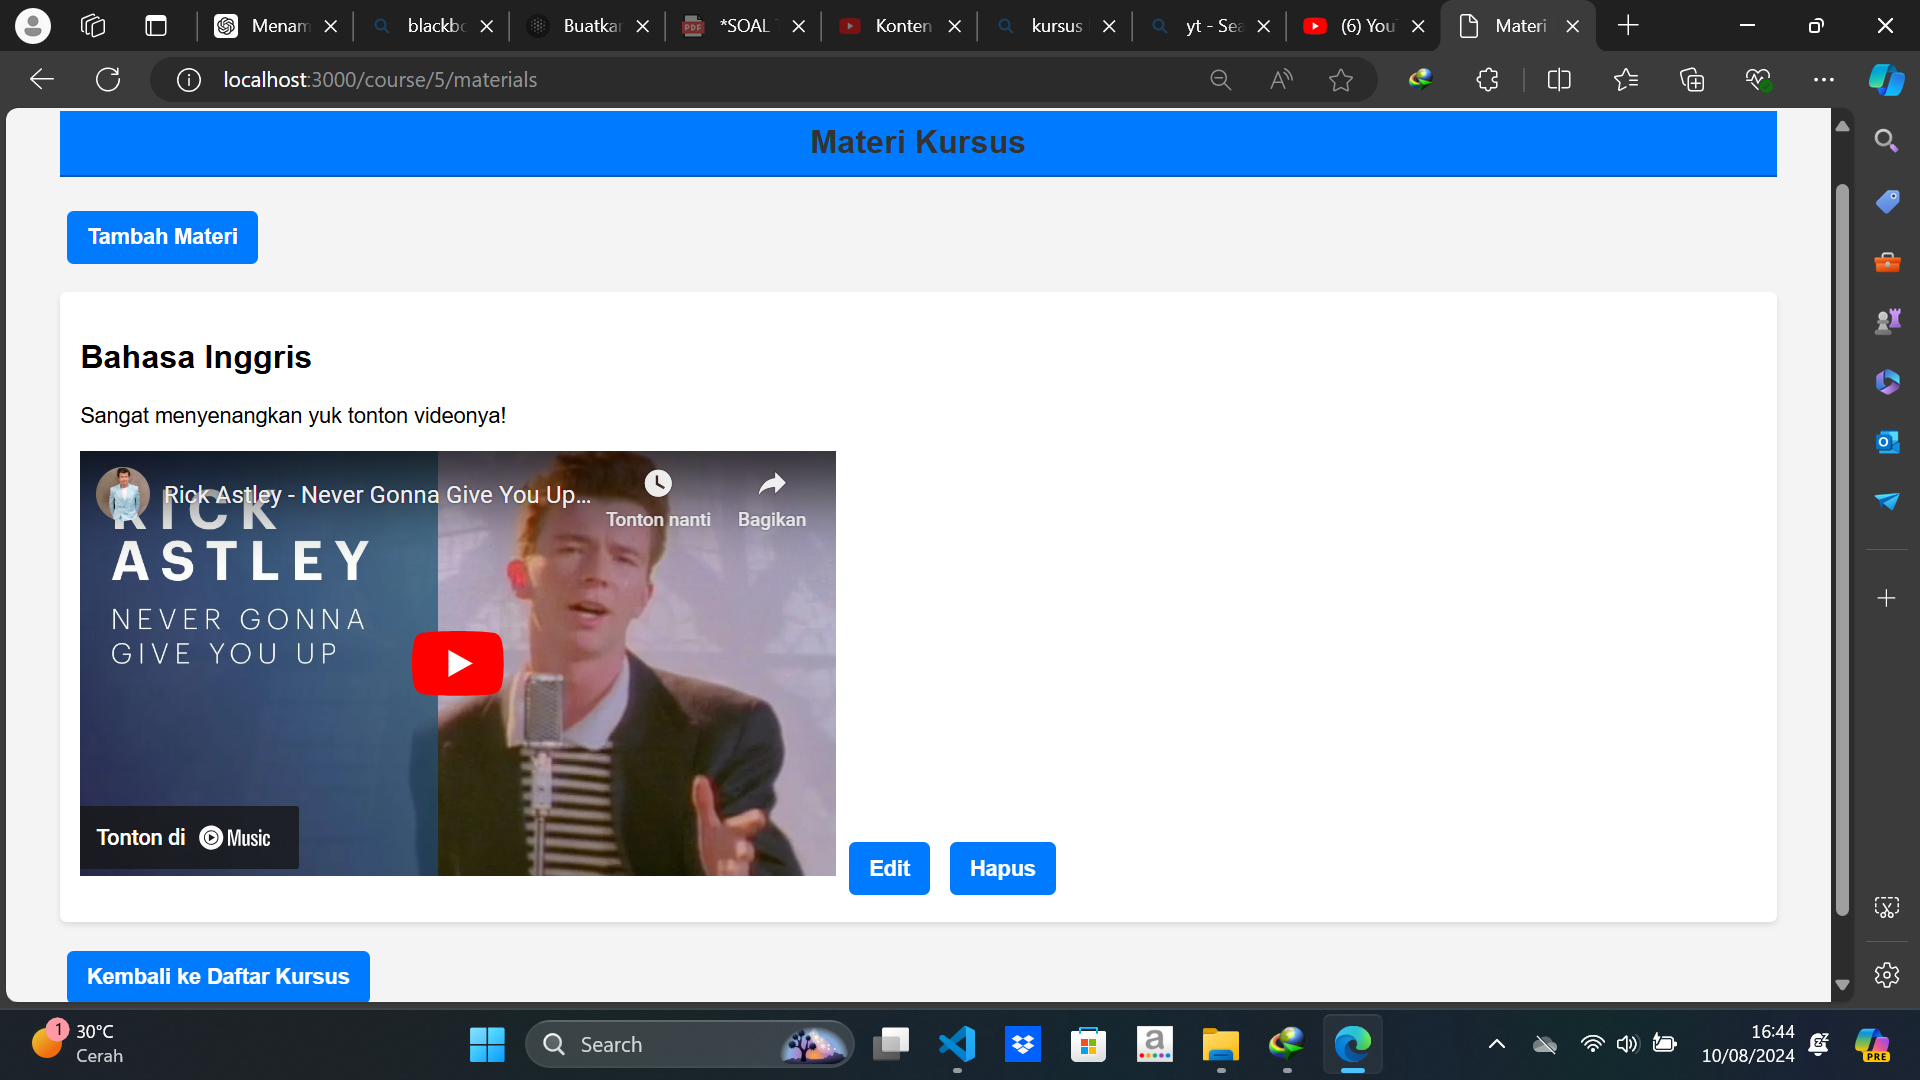 Menam
blackbo
Buatkan
*SOAL T
Konten
kursus
yt - Sea
(6) You
Materi
localhost:3000/course/5/materials
Materi Kursus
Tambah Materi
Bahasa Inggris
Sangat menyenangkan yuk tonton videonya!
Rick Astley - Never Gonna Give You Up...
Tonton nanti
Bagikan
RICK
ASTLEY
NEVER GONNA
GIVE YOU UP
Tonton di Music
Edit
Hapus
Kembali ke Daftar Kursus
1
30°C
Cerah
Search
16:44
10/08/2024
PRE